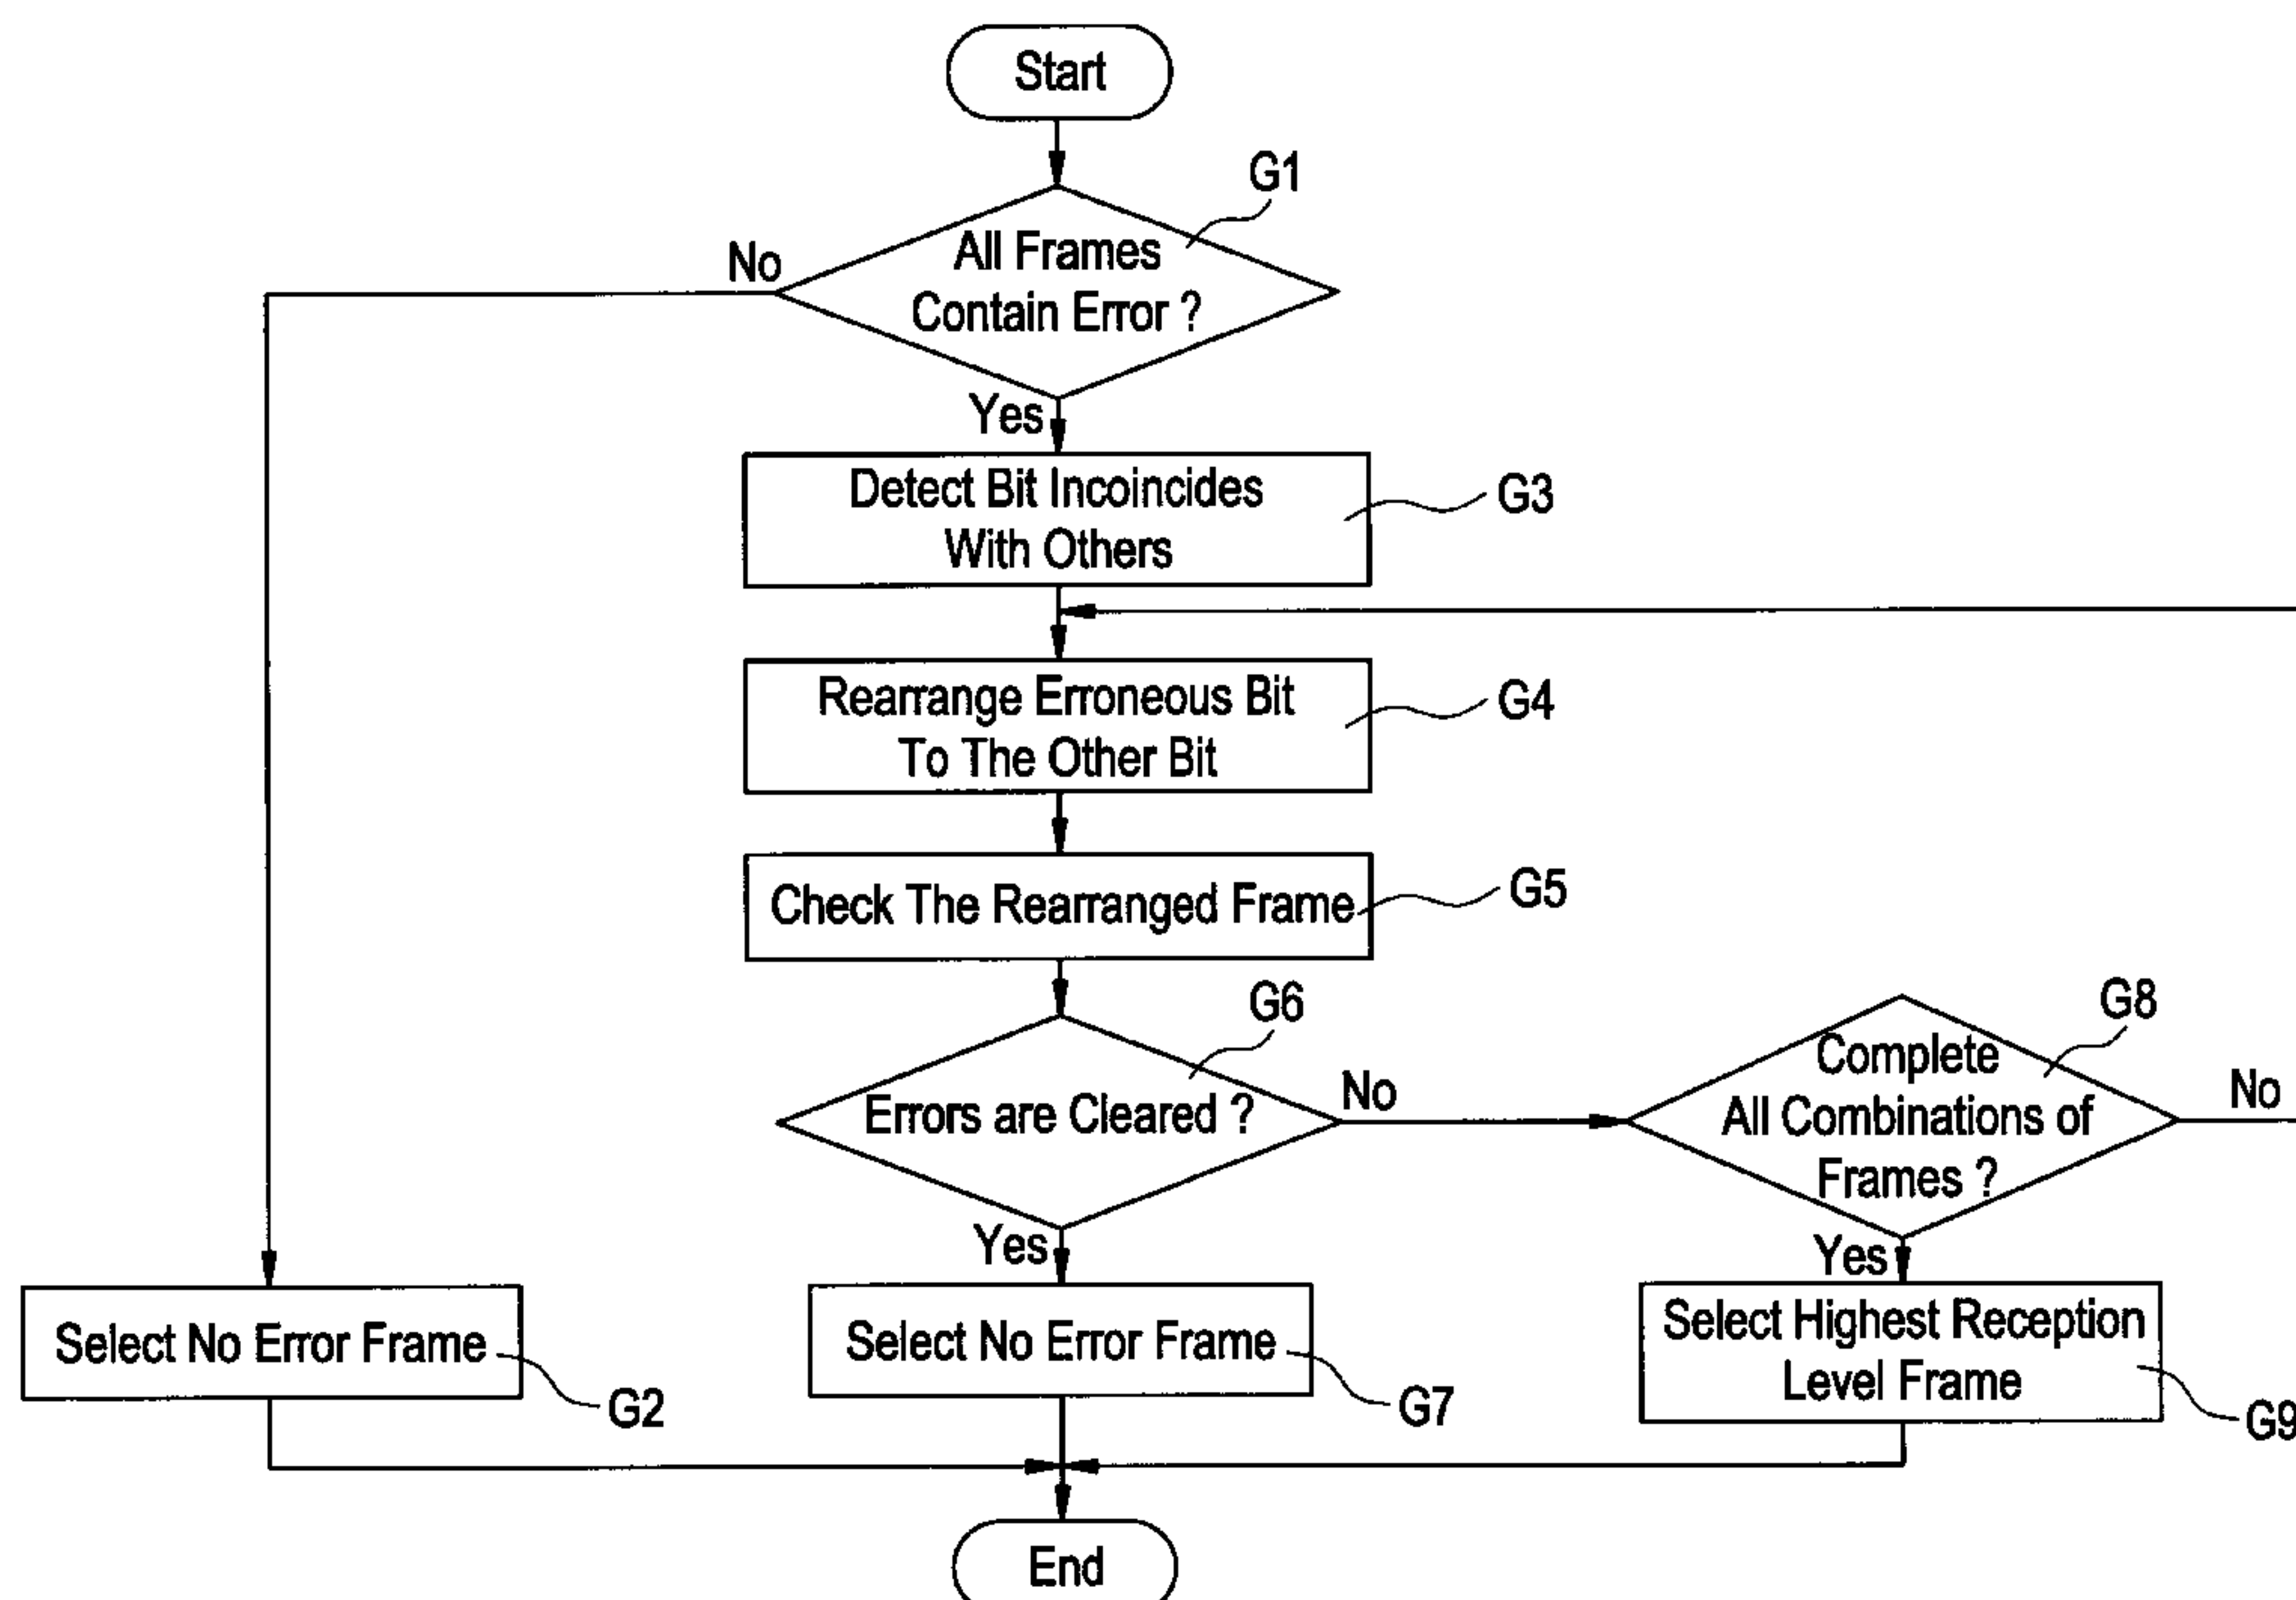 Start
G1
All Frames
Contain Error ?
No
Yes
Detect Bit Incoincides
With Others
G3
Rearrange Erroneous Bit
To The Other Bit
G4
Check The Rearranged Frame
G5
G6
Errors are Cleared ?
No
Yes
G8
Complete
All Combinations of
Frames ?
No
Yes
Select No Error Frame
G2
Select No Error Frame
G7
Select Highest Reception
Level Frame
G9
End